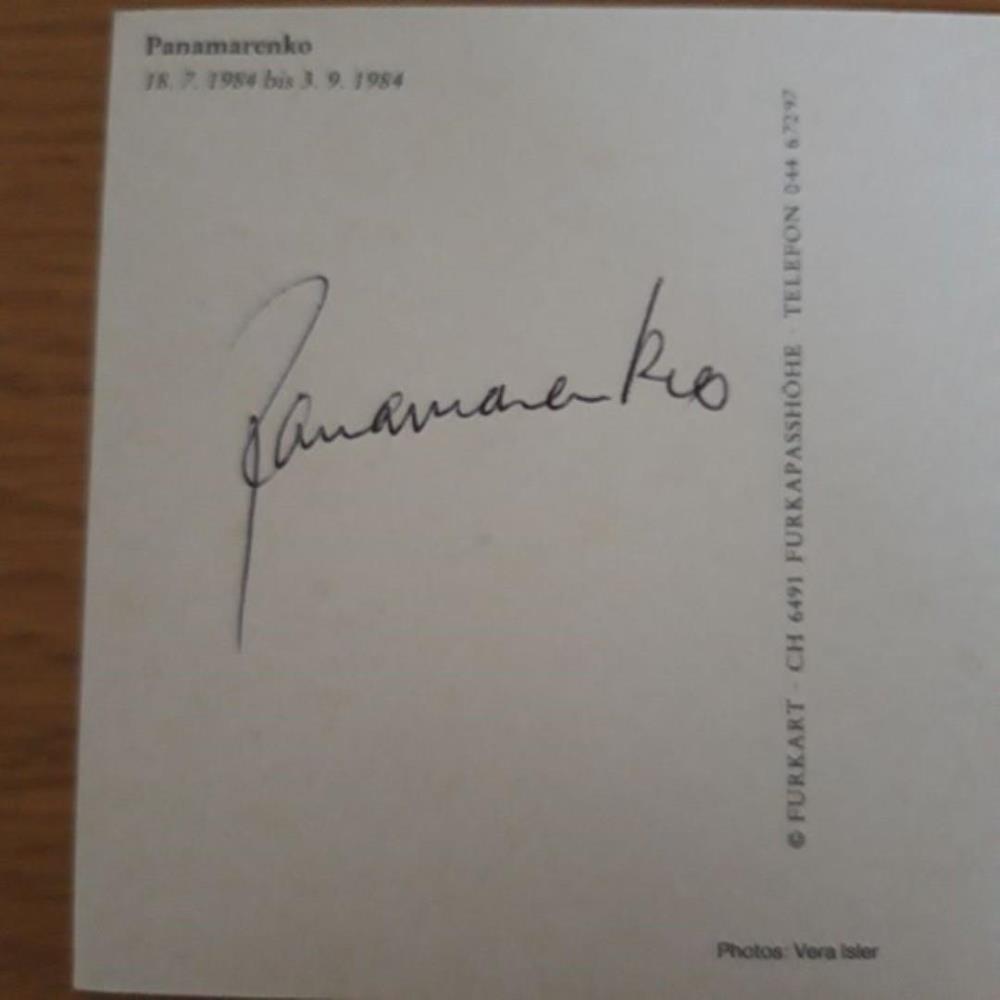 Panamarenko
18. 7. 1984 bis 3. 9. 1984
Panamarenko
© FURKART · CH 6491 FURKAPASSHÖHE · TELEFON 044 67297
Photos: Vera Isler